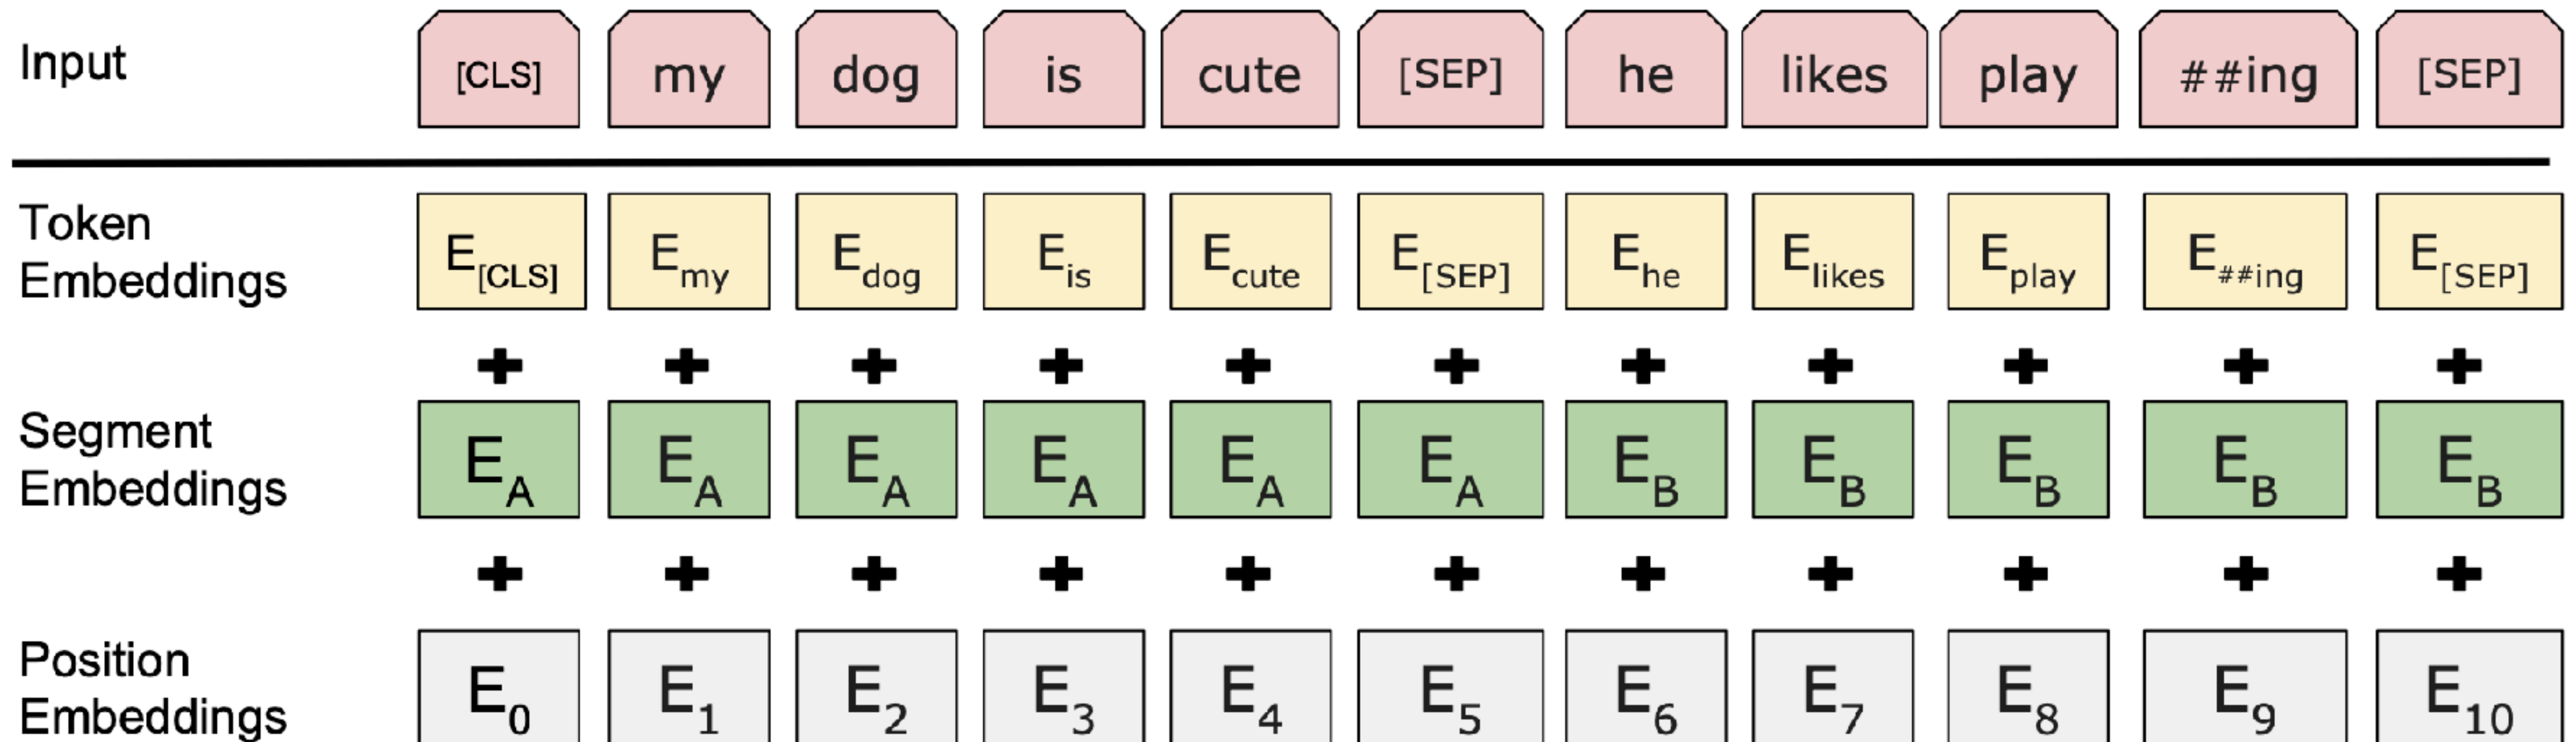 Input [CLS] my dog is cute [SEP] he likes play ##ing [SEP]
Token
Embeddings E[CLS] Emy Edog Eis Ecute E[SEP] Ehe Elikes Eplay E##ing E[SEP]
+ + + + + + + + + + +
Segment
Embeddings EA EA EA EA EA EA EB EB EB EB EB
+ + + + + + + + + + +
Position
Embeddings E0 E1 E2 E3 E4 E5 E6 E7 E8 E9 E10